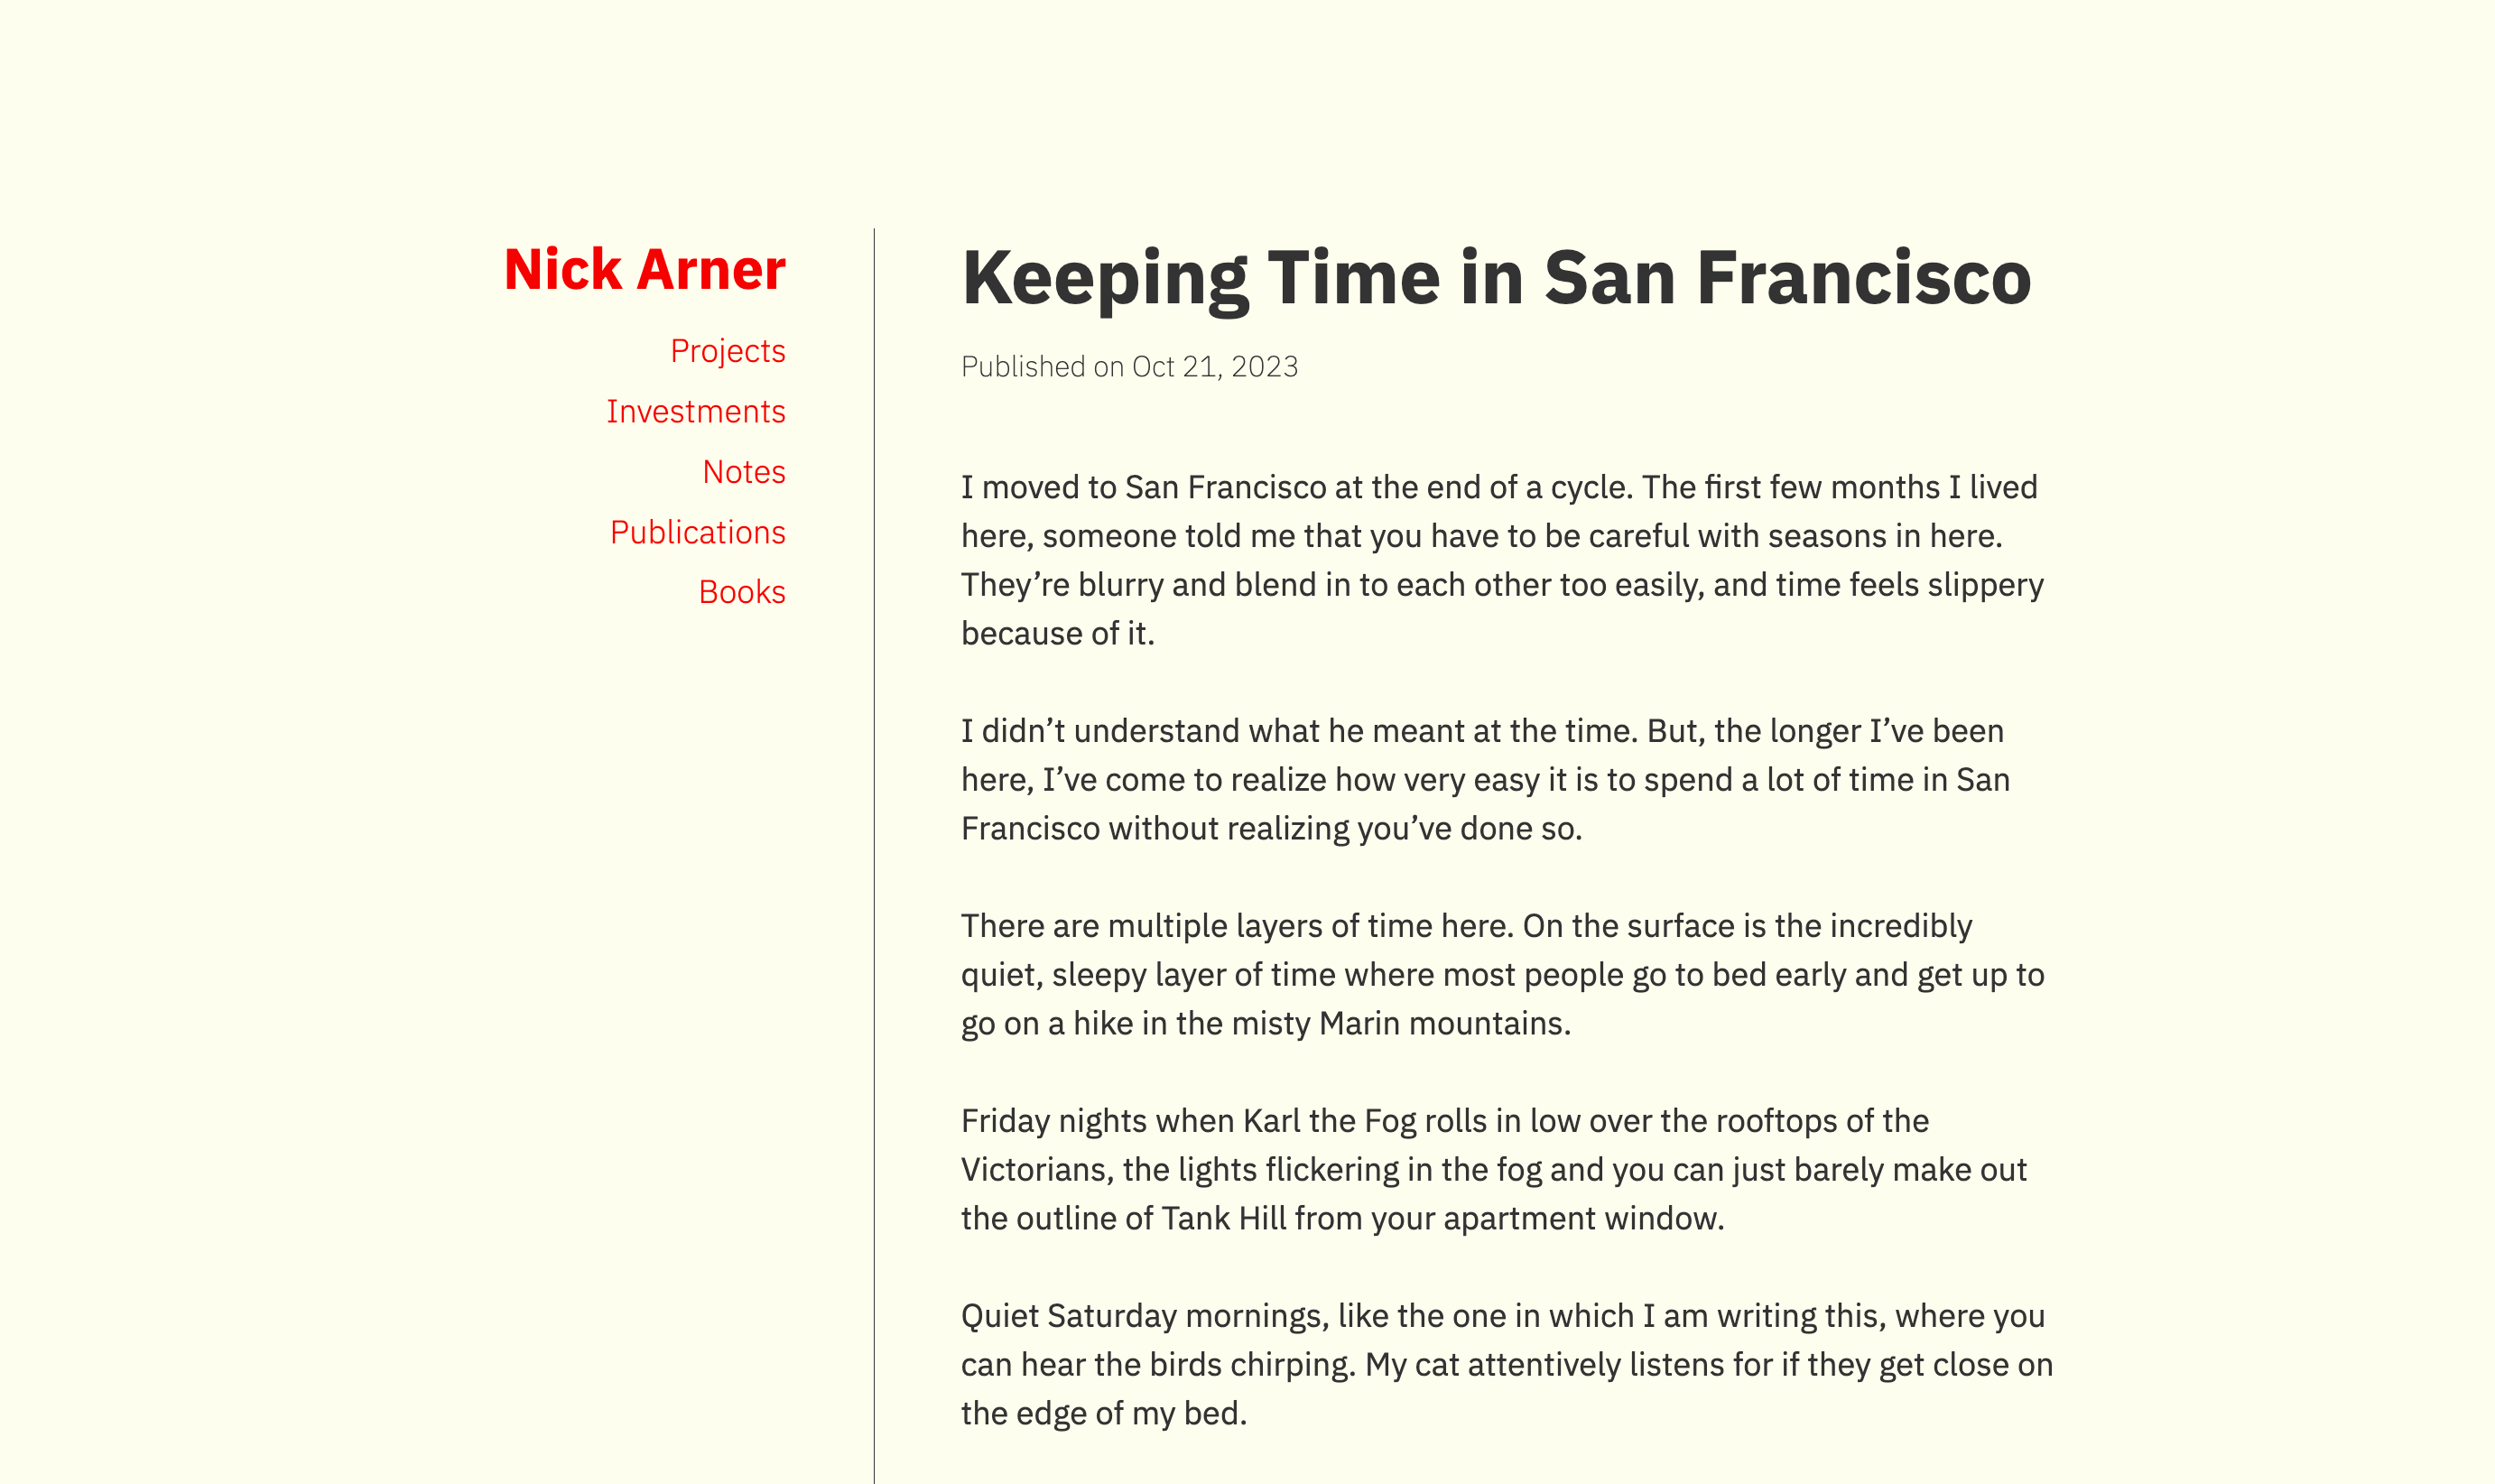 Nick Arner
Projects
Investments
Notes
Publications
Books
Keeping Time in San Francisco
Published on Oct 21, 2023
I moved to San Francisco at the end of a cycle. The first few months I lived
here, someone told me that you have to be careful with seasons in here.
They’re blurry and blend in to each other too easily, and time feels slippery
because of it.
I didn’t understand what he meant at the time. But, the longer I’ve been
here, I’ve come to realize how very easy it is to spend a lot of time in San
Francisco without realizing you’ve done so.
There are multiple layers of time here. On the surface is the incredibly
quiet, sleepy layer of time where most people go to bed early and get up to
go on a hike in the misty Marin mountains.
Friday nights when Karl the Fog rolls in low over the rooftops of the
Victorians, the lights flickering in the fog and you can just barely make out
the outline of Tank Hill from your apartment window.
Quiet Saturday mornings, like the one in which I am writing this, where you
can hear the birds chirping. My cat attentively listens for if they get close on
the edge of my bed.